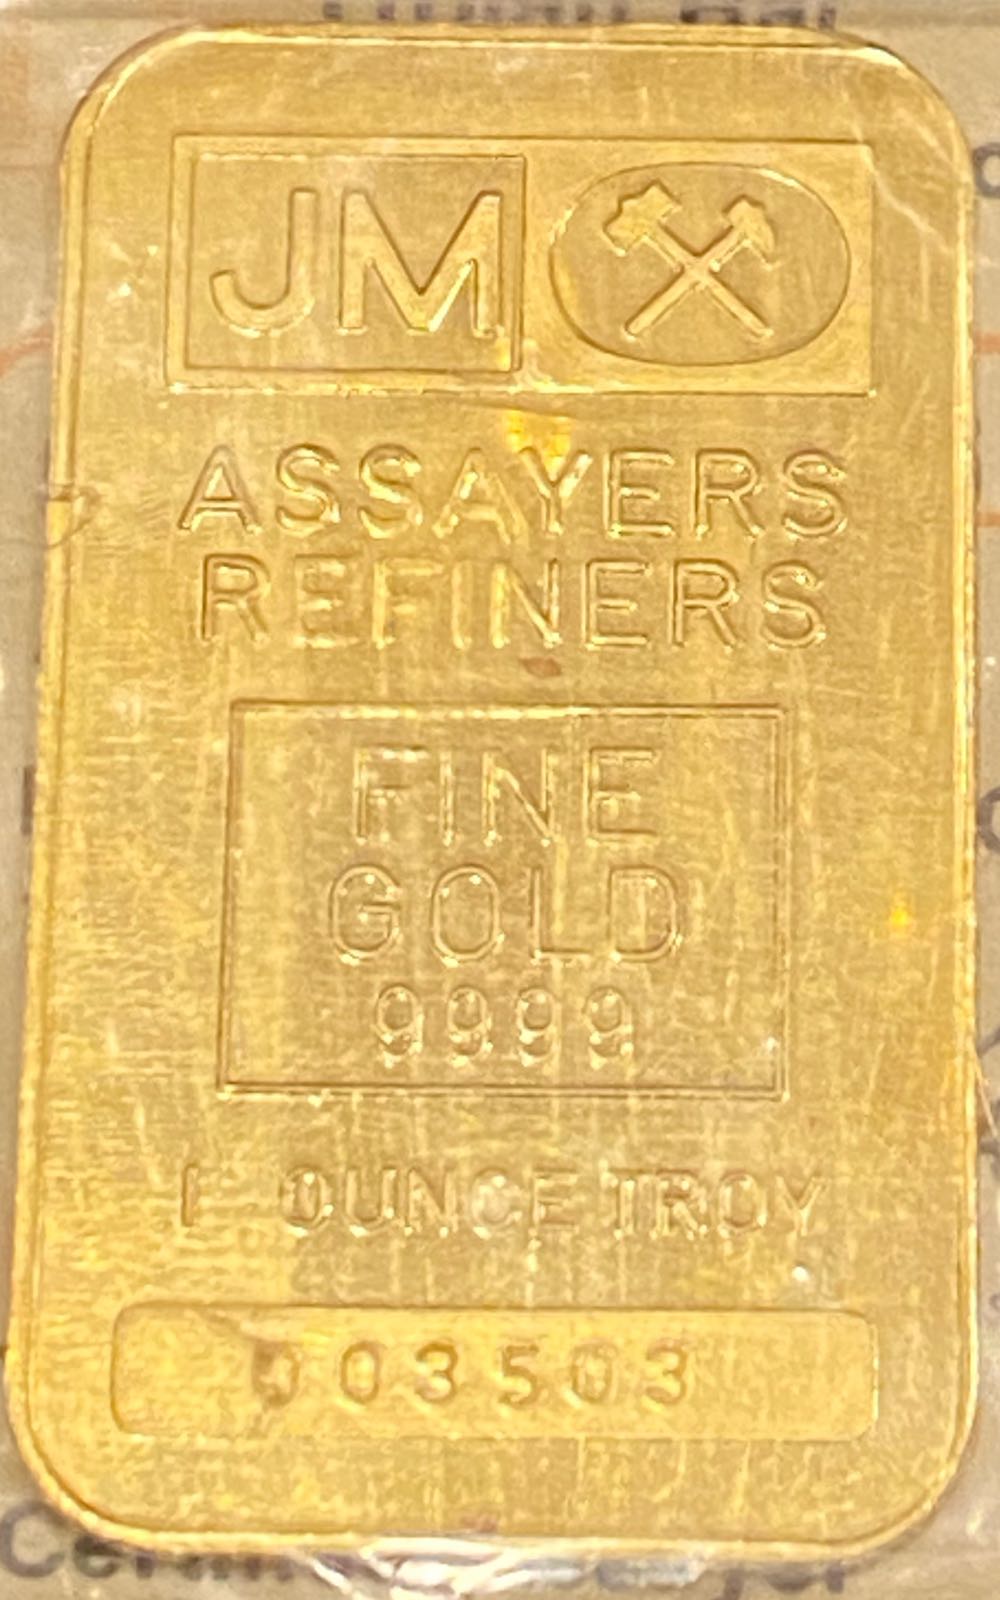 JM
ASSAYERS
REFINERS
FINE
GOLD
9999
1 OUNCE TROY
003503